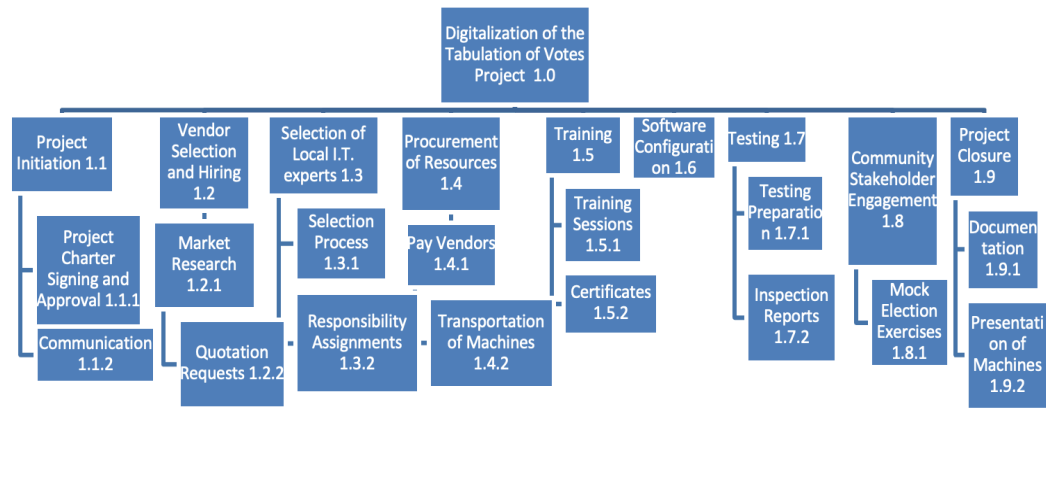 Digitalization of the
Tabulation of Votes
Project 1.0
Project
Initiation 1.1
Project
Charter
Signing and
Approval 1.1.1
Communication
1.1.2
Vendor
Selection
and Hiring
1.2
Market
Research
1.2.1
Quotation
Requests 1.2.2
Selection of
Local I.T.
experts 1.3
Selection
Process
1.3.1
Responsibility
Assignments
1.3.2
Procurement
of Resources
1.4
Pay Vendors
1.4.1
Transportation
of Machines
1.4.2
Training
1.5
Training
Sessions
1.5.1
Certificates
1.5.2
Software
Configurati
on 1.6
Testing 1.7
Testing
Preparatio
n 1.7.1
Inspection
Reports
1.7.2
Community
Stakeholder
Engagement
1.8
Mock
Election
Exercises
1.8.1
Project
Closure
1.9
Documen
tation
1.9.1
Presentati
on of
Machines
1.9.2